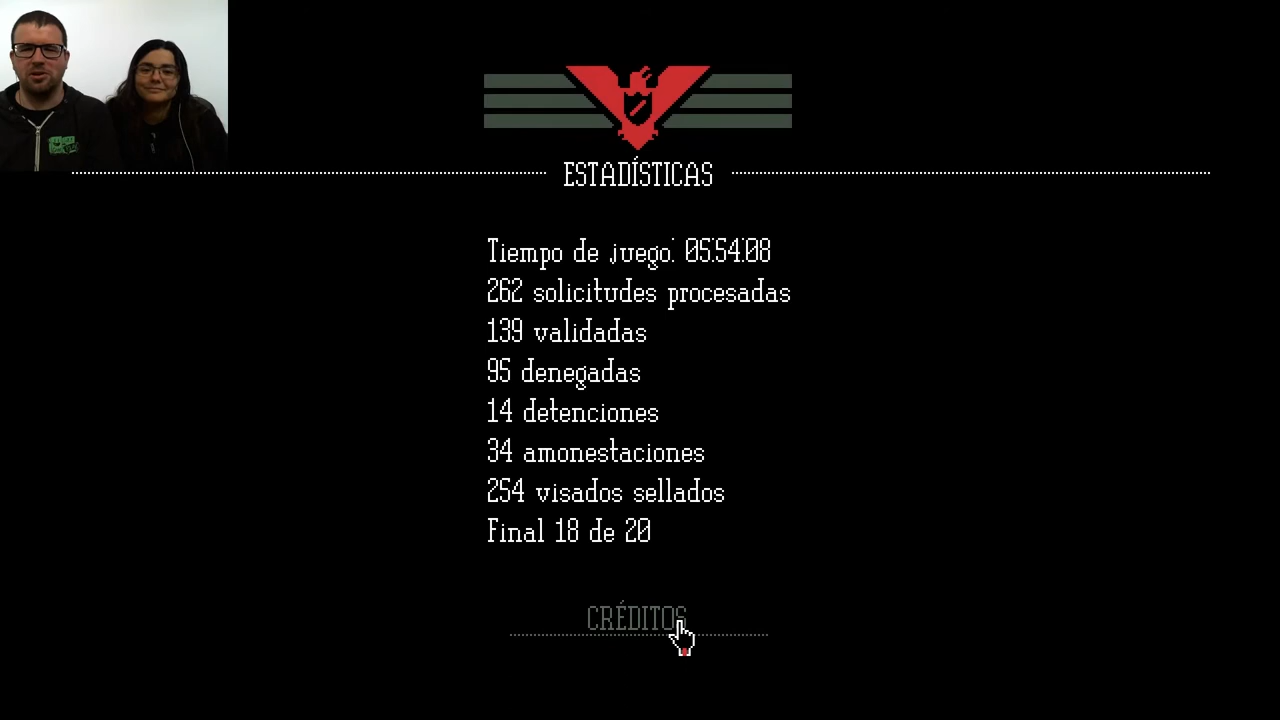 ESTADÍSTICAS
Tiempo de juego: 05:54:08
262 solicitudes procesadas
139 validadas
95 denegadas
14 detenciones
34 amonestaciones
254 visados sellados
Final 18 de 20
CRÉDITOS